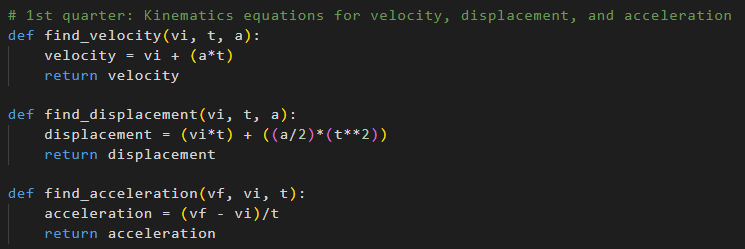 # 1st quarter: Kinematics equations for velocity, displacement, and acceleration
def find_velocity(vi, t, a):
    velocity = vi + (a*t)
    return velocity

def find_displacement(vi, t, a):
    displacement = (vi*t) + ((a/2)*(t**2))
    return displacement

def find_acceleration(vf, vi, t):
    acceleration = (vf - vi)/t
    return acceleration